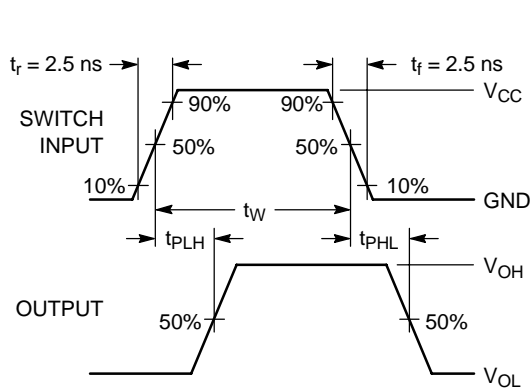 tr = 2.5 ns
tf = 2.5 ns
VCC
90%
90%
SWITCH
INPUT
50%
50%
10%
10%
GND
tW
tPLH
tPHL
VOH
OUTPUT
50%
50%
VOL